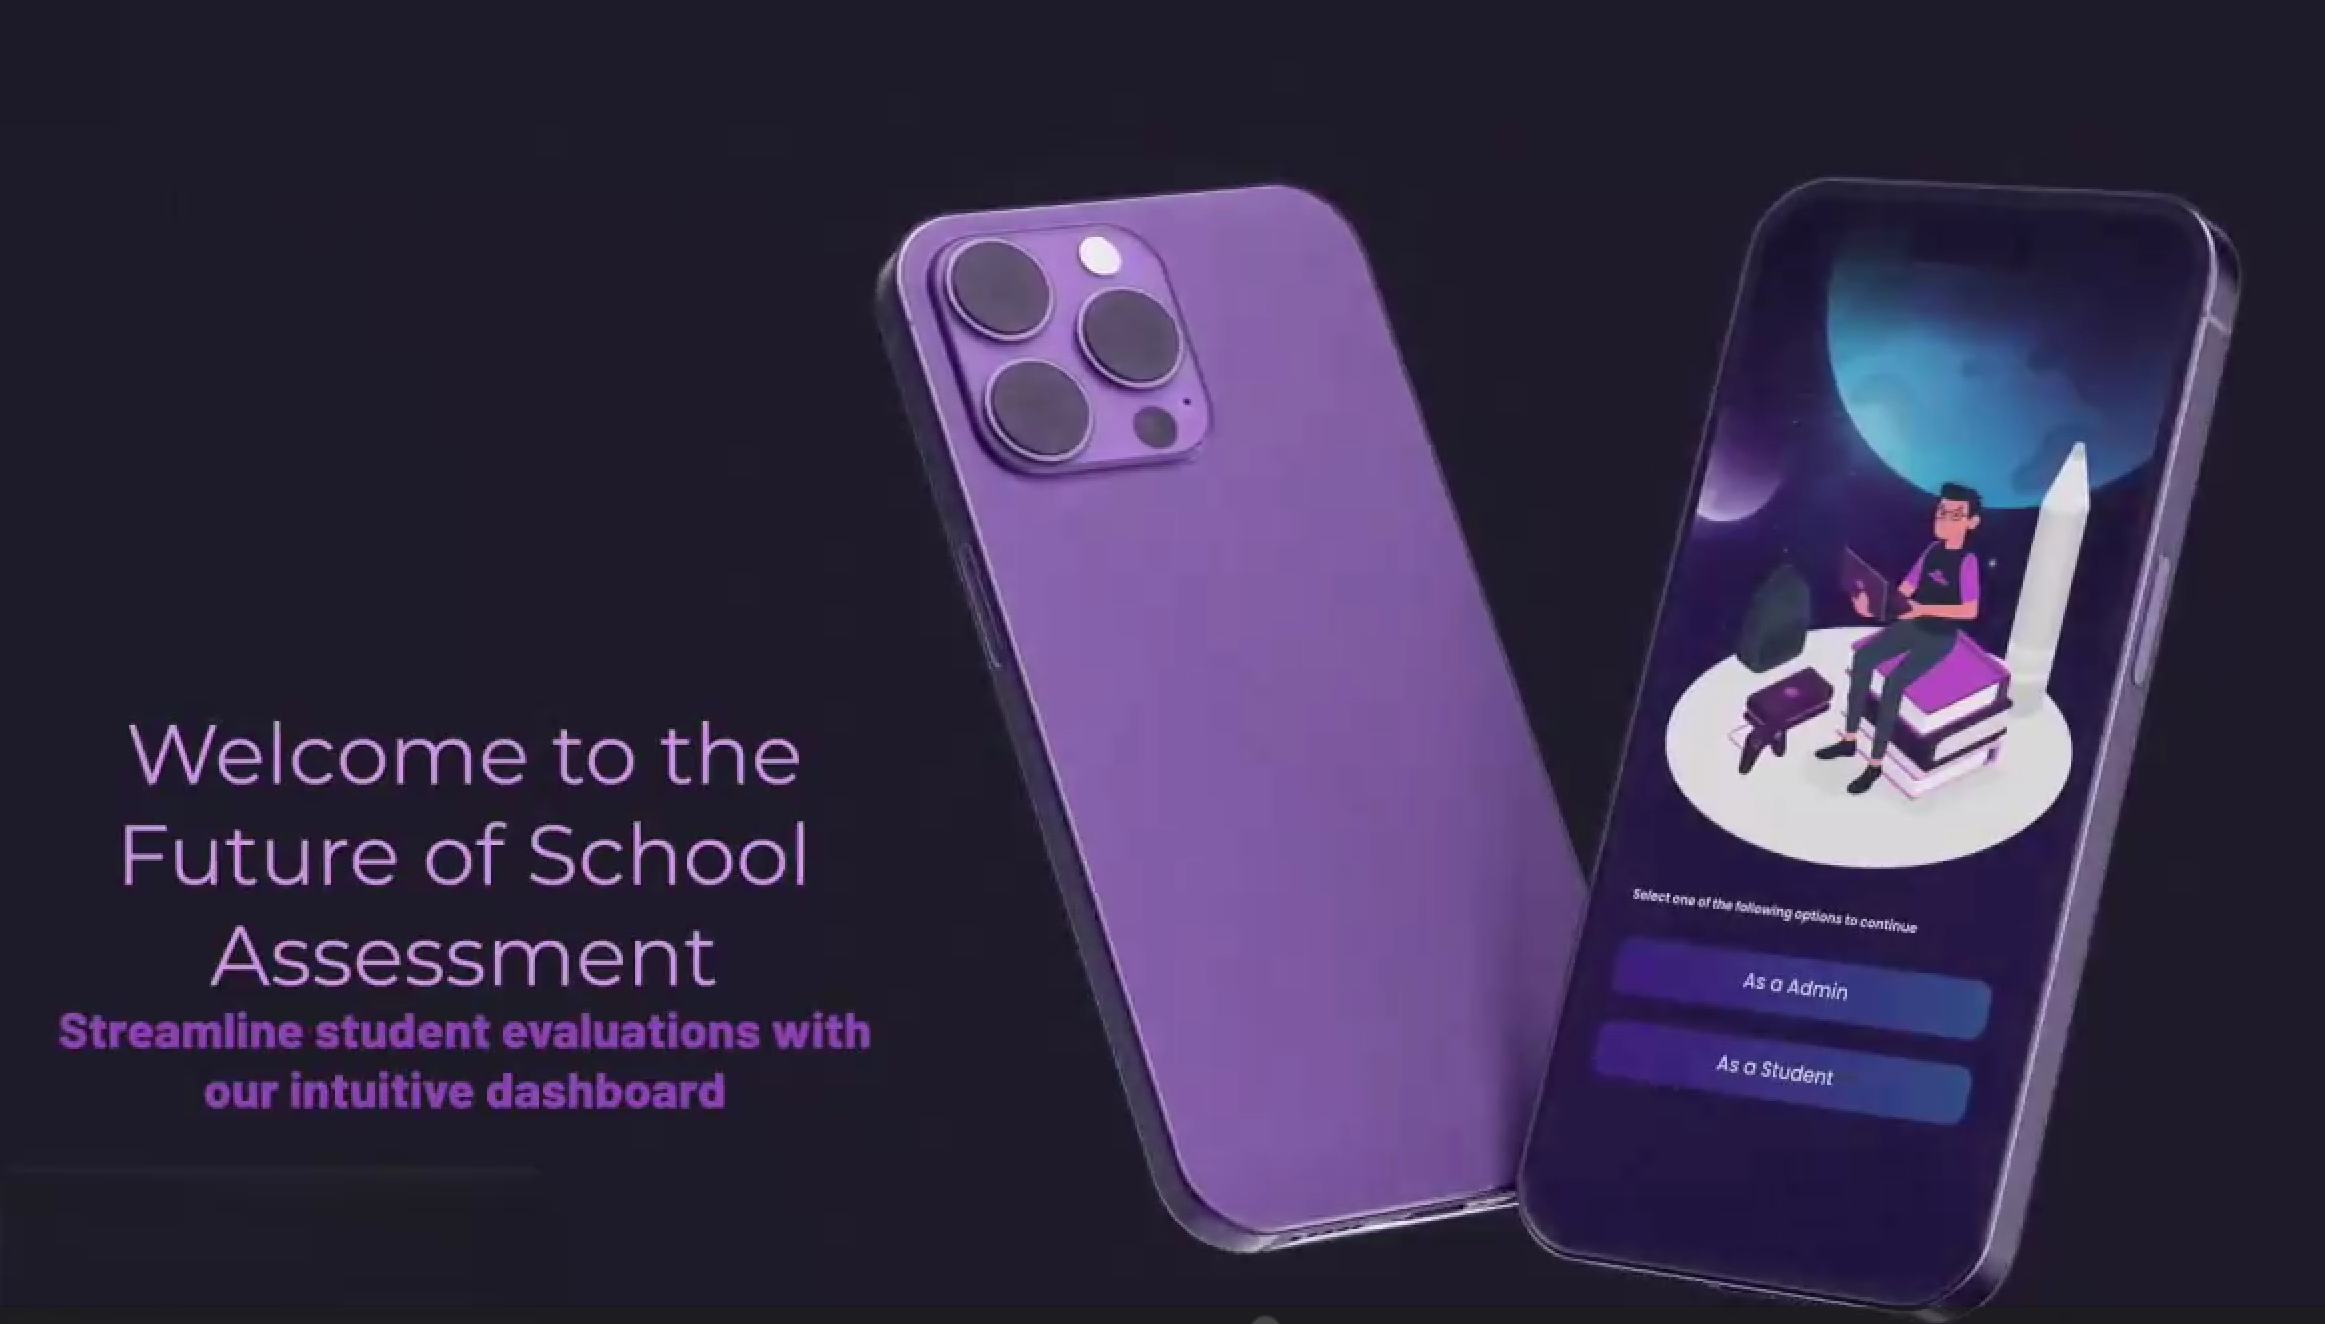 Welcome to the
Future of School
Assessment
Streamline student evaluations with
our intuitive dashboard
Select one of the following options to continue
As a Admin
As a Student